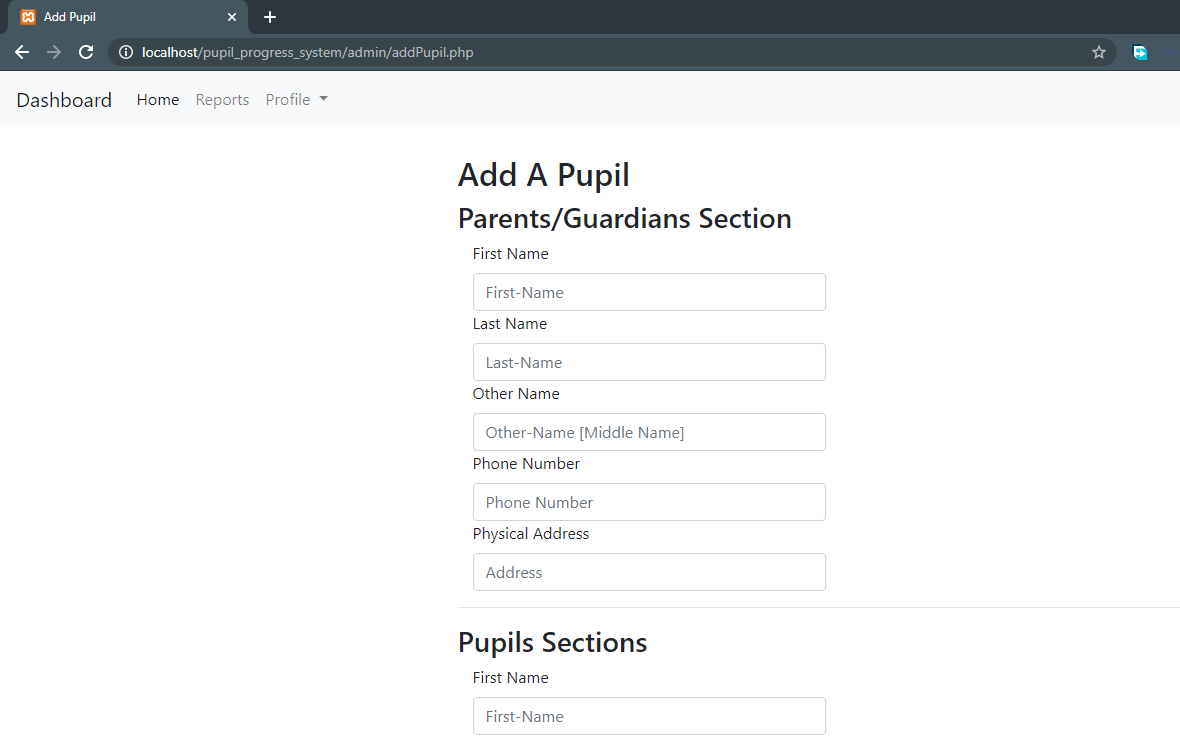 Add Pupil
localhost/pupil_progress_system/admin/addPupil.php
Dashboard Home Reports Profile
Add A Pupil
Parents/Guardians Section
First Name
First-Name
Last Name
Last-Name
Other Name
Other-Name [Middle Name]
Phone Number
Phone Number
Physical Address
Address
Pupils Sections
First Name
First-Name